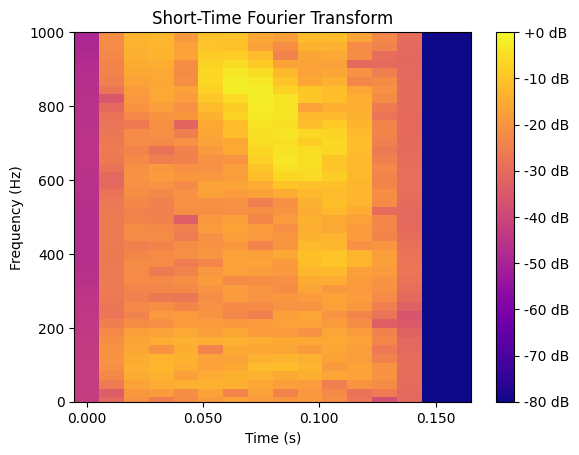 Short-Time Fourier Transform
1000
800
600
400
200
0
Frequency (Hz)
0.000
0.050
0.100
0.150
Time (s)
+0 dB
-10 dB
-20 dB
-30 dB
-40 dB
-50 dB
-60 dB
-70 dB
-80 dB